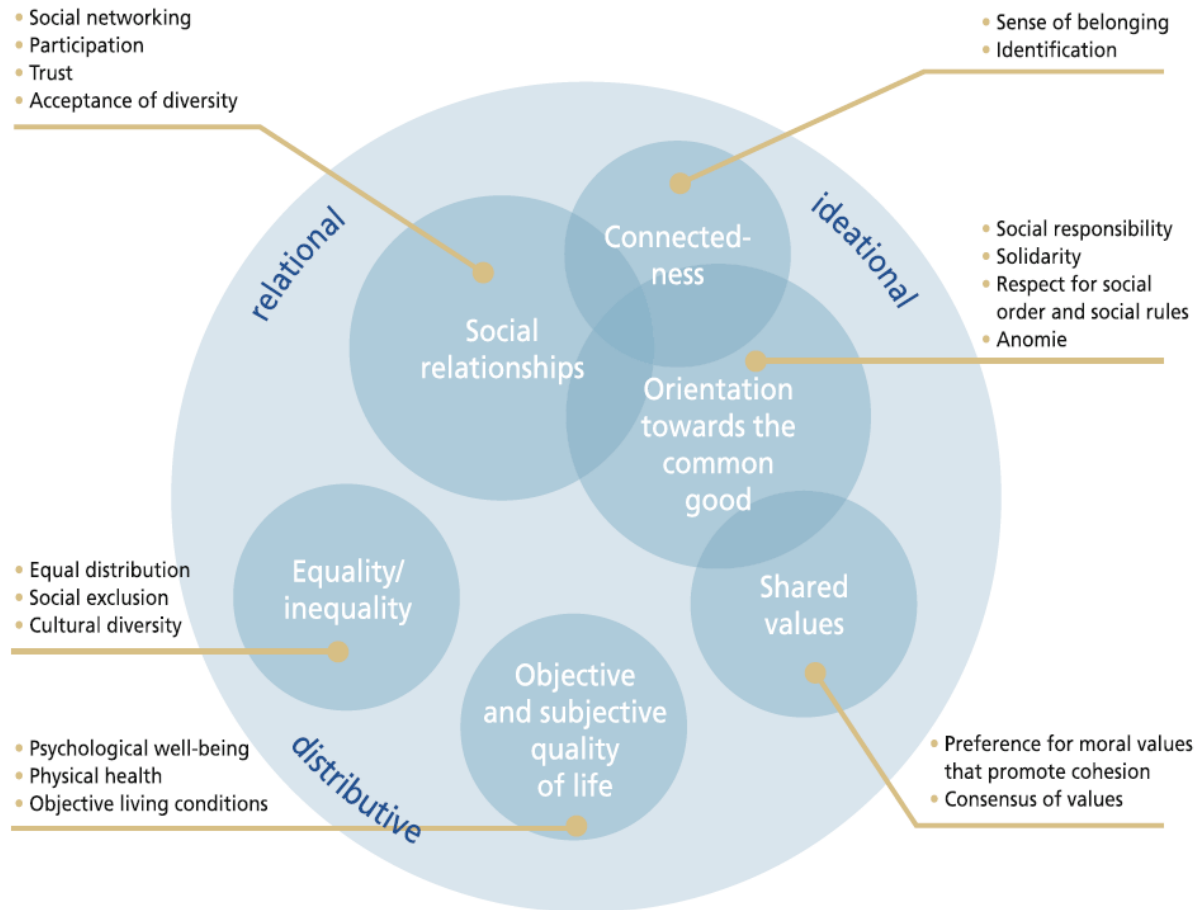 • Social networking
• Participation
• Trust
• Acceptance of diversity
• Sense of belonging
• Identification
relational
ideational
Connected-
ness
Social
relationships
• Social responsibility
• Solidarity
• Respect for social
order and social rules
• Anomie
Orientation
towards the
common
good
• Equal distribution
• Social exclusion
• Cultural diversity
Equality/
inequality
Shared
values
Objective
and subjective
quality
of life
• Psychological well-being
• Physical health
• Objective living conditions
distributive
• Preference for moral values
that promote cohesion
• Consensus of values